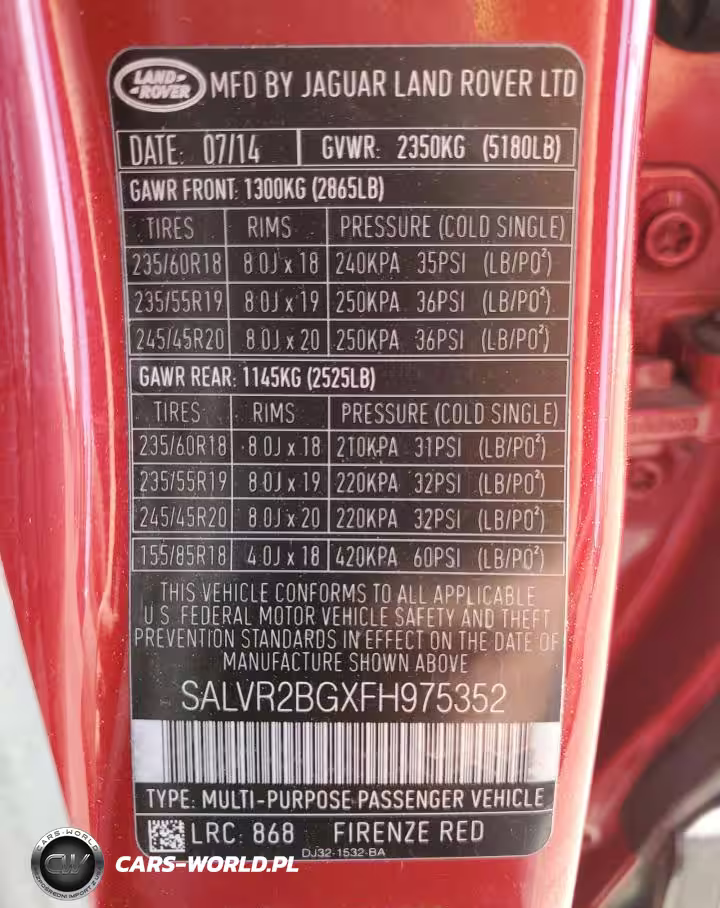 LAND
ROVER
MFD BY JAGUAR LAND ROVER LTD
DATE: 07/14 GVWR: 2350KG (5180LB)
GAWR FRONT: 1300KG (2865LB)
TIRES RIMS PRESSURE (COLD SINGLE)
235/60R18 8.0J x 18 240KPA 35PSI (LB/PO²)
235/55R19 8.0J x 19 250KPA 36PSI (LB/PO²)
245/45R20 8.0J x 20 250KPA 36PSI (LB/PO²)
GAWR REAR: 1145KG (2525LB)
TIRES RIMS PRESSURE (COLD SINGLE)
235/60R18 8.0J x 18 210KPA 31PSI (LB/PO²)
235/55R19 8.0J x 19 220KPA 32PSI (LB/PO²)
245/45R20 8.0J x 20 220KPA 32PSI (LB/PO²)
155/85R18 4.0J x 18 420KPA 60PSI (LB/PO²)
THIS VEHICLE CONFORMS TO ALL APPLICABLE
U.S. FEDERAL MOTOR VEHICLE SAFETY AND THEFT
PREVENTION STANDARDS IN EFFECT ON THE DATE OF
MANUFACTURE SHOWN ABOVE
SALVR2BGXFH975352
TYPE: MULTI-PURPOSE PASSENGER VEHICLE
LRC: 868 FIRENZE RED
DJ32-1532-BA
CARS-WORLD
CW
CARS-WORLD.PL